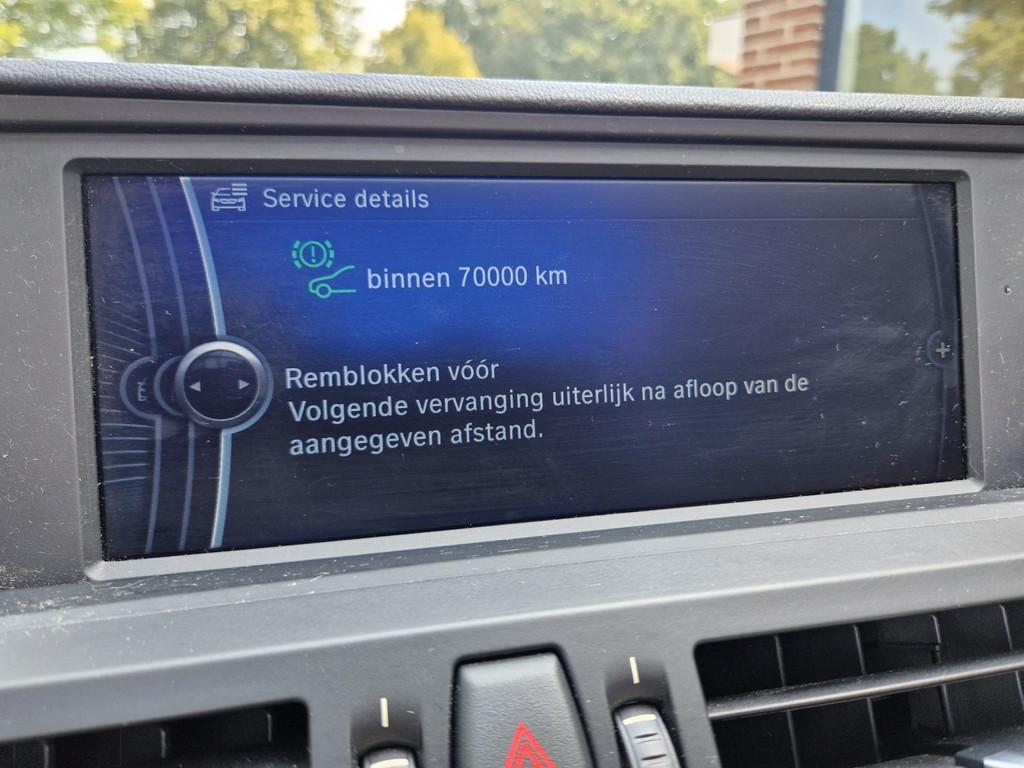 Service details
binnen 70000 km
Remblokken vóór
Volgende vervanging uiterlijk na afloop van de
aangegeven afstand.